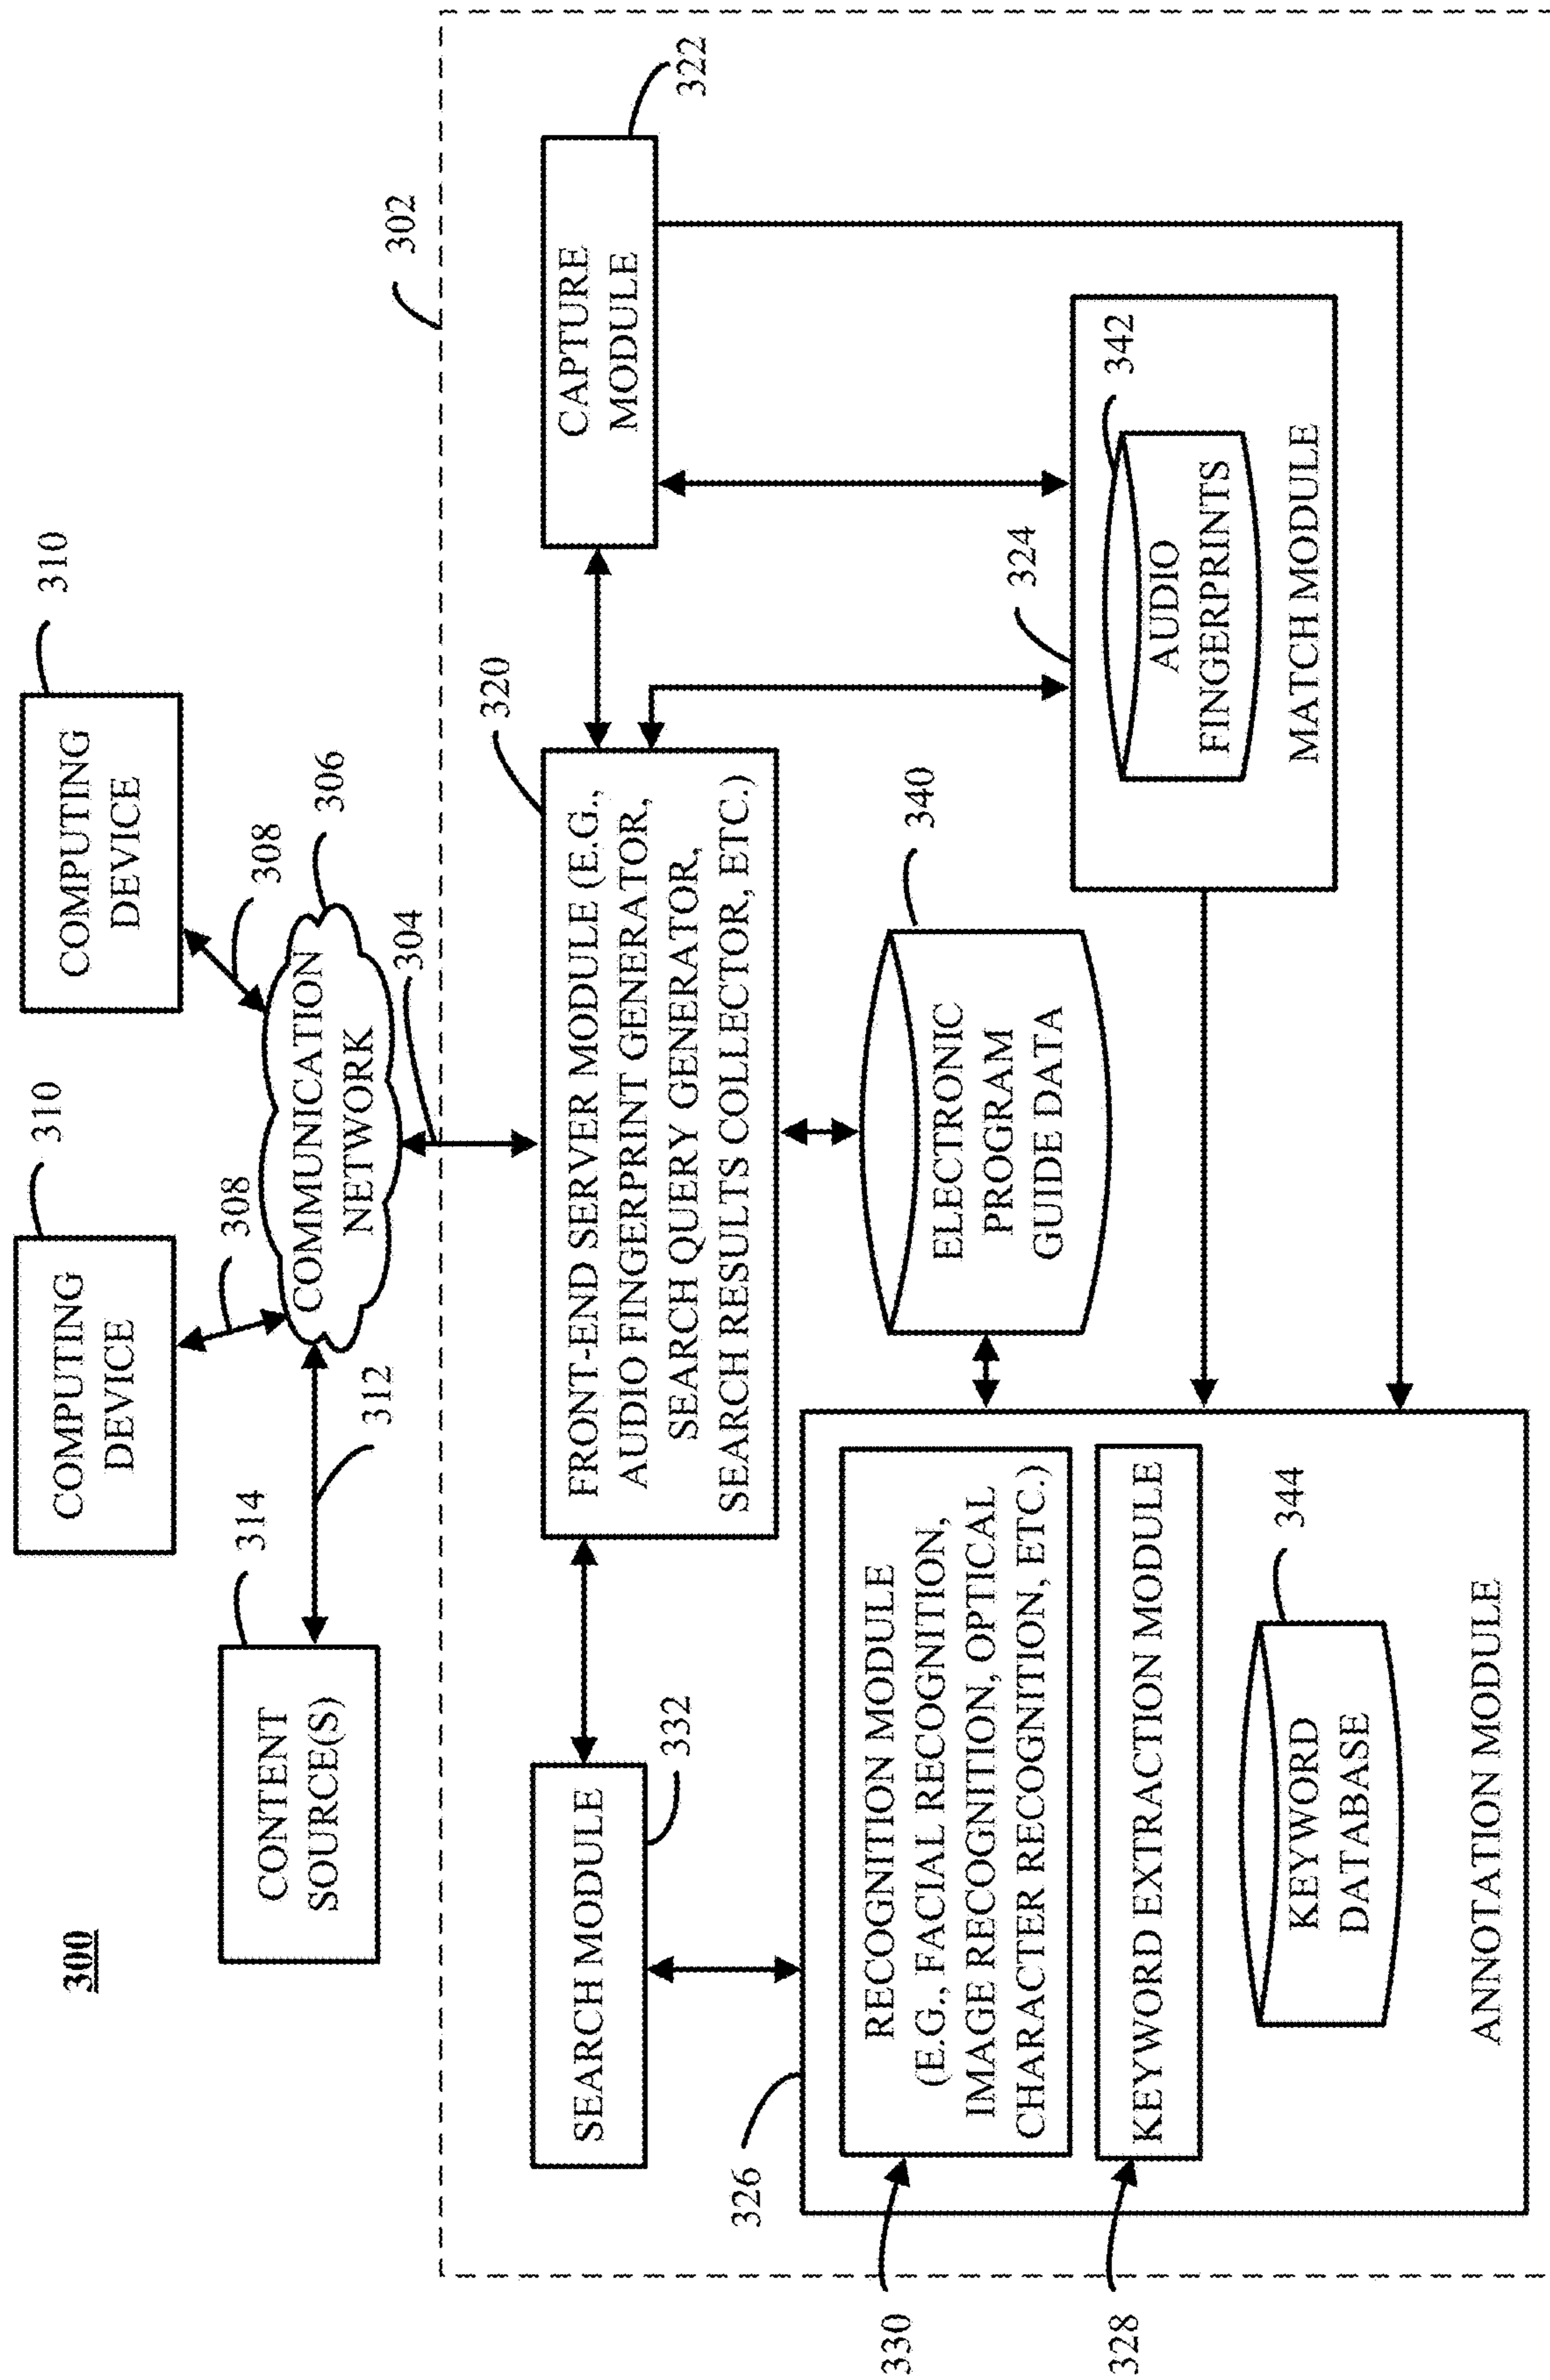 300
COMPUTING
DEVICE
310
COMPUTING
DEVICE
310
CONTENT
SOURCE(S)
314
312
308
308
COMMUNICATION
NETWORK
306
304
302
SEARCH MODULE
332
FRONT-END SERVER MODULE (E.G.,
AUDIO FINGERPRINT GENERATOR,
SEARCH QUERY GENERATOR,
SEARCH RESULTS COLLECTOR, ETC.)
320
CAPTURE
MODULE
322
326
RECOGNITION MODULE
(E.G., FACIAL RECOGNITION,
IMAGE RECOGNITION, OPTICAL
CHARACTER RECOGNITION, ETC.)
330
KEYWORD EXTRACTION MODULE
328
KEYWORD
DATABASE
344
ANNOTATION MODULE
ELECTRONIC
PROGRAM
GUIDE DATA
340
324
AUDIO
FINGERPRINTS
342
MATCH MODULE